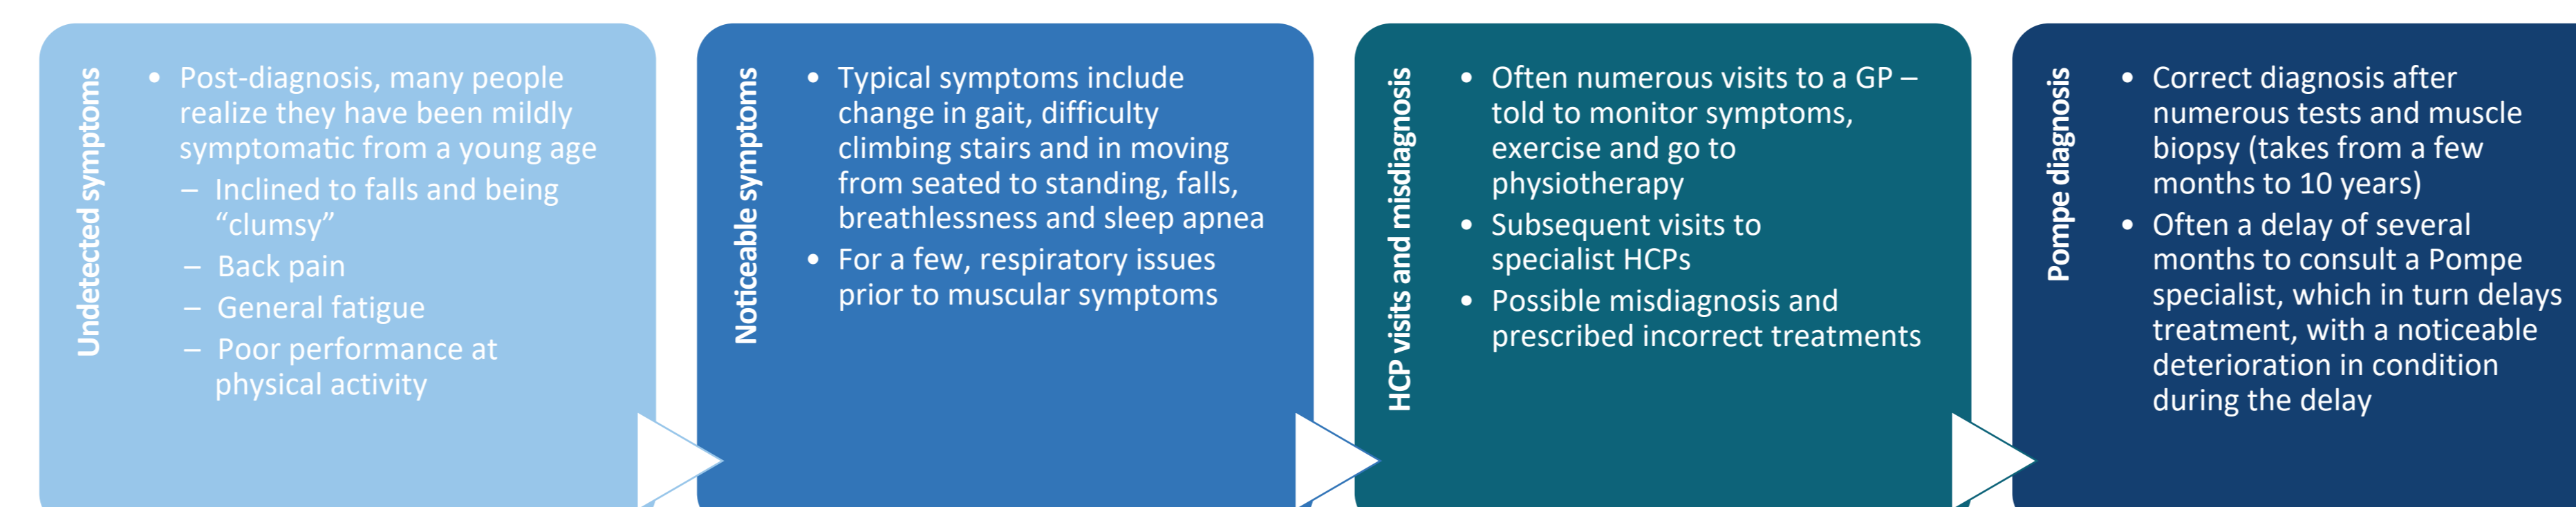 Undetected symptoms
• Post-diagnosis, many people
realize they have been mildly
symptomatic from a young age
– Inclined to falls and being
“clumsy”
– Back pain
– General fatigue
– Poor performance at
physical activity
Noticeable symptoms
• Typical symptoms include
change in gait, difficulty
climbing stairs and in moving
from seated to standing, falls,
breathlessness and sleep apnea
• For a few, respiratory issues
prior to muscular symptoms
HCP visits and misdiagnosis
• Often numerous visits to a GP –
told to monitor symptoms,
exercise and go to
physiotherapy
• Subsequent visits to
specialist HCPs
• Possible misdiagnosis and
prescribed incorrect treatments
Pompe diagnosis
• Correct diagnosis after
numerous tests and muscle
biopsy (takes from a few
months to 10 years)
• Often a delay of several
months to consult a Pompe
specialist, which in turn delays
treatment, with a noticeable
deterioration in condition
during the delay